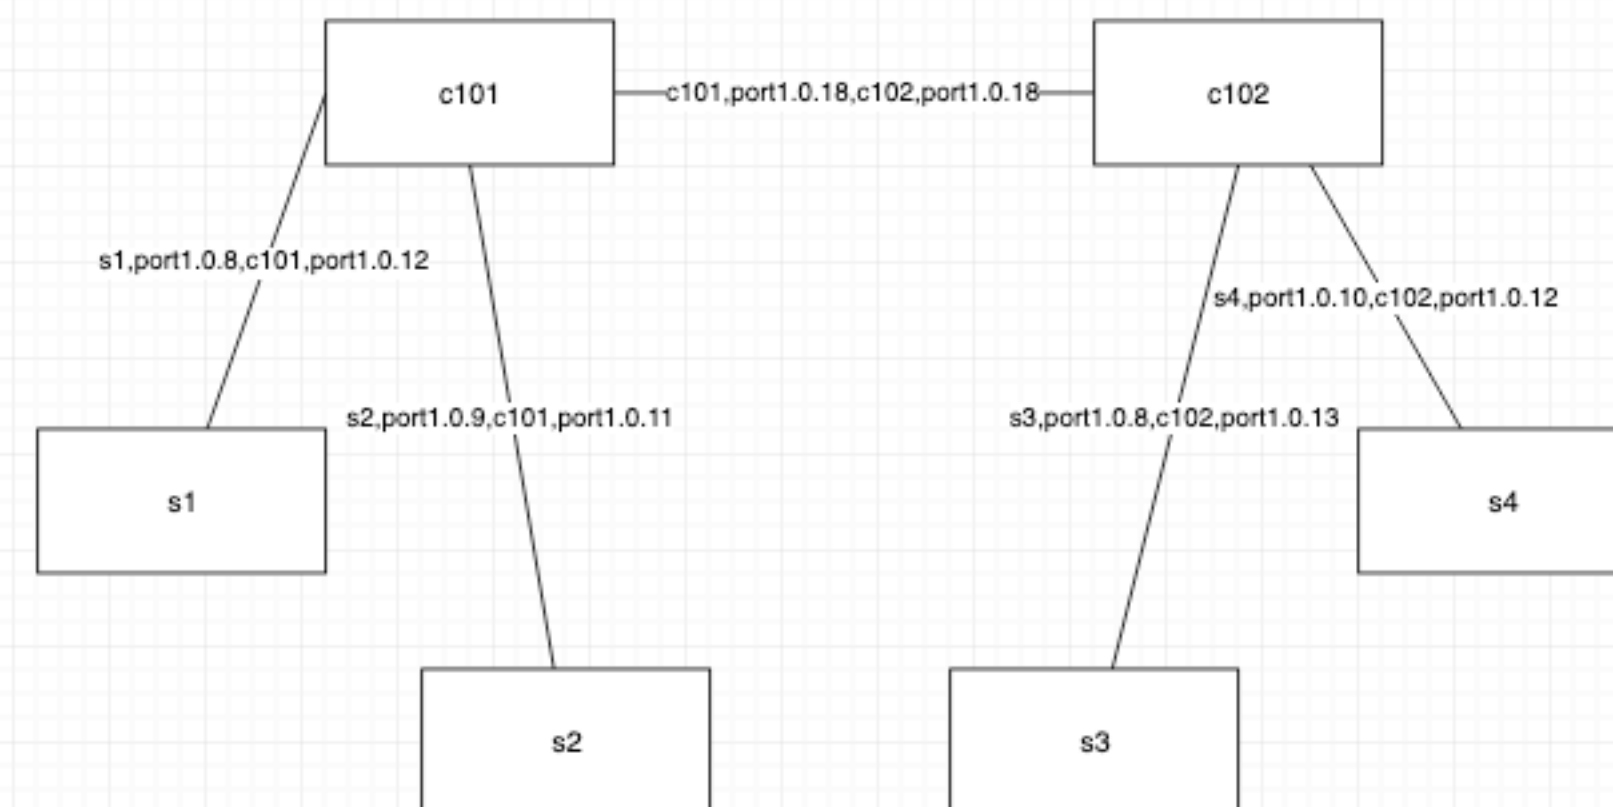 c101
c101,port1.0.18,c102,port1.0.18
c102
s1,port1.0.8,c101,port1.0.12
s4,port1.0.10,c102,port1.0.12
s2,port1.0.9,c101,port1.0.11
s3,port1.0.8,c102,port1.0.13
s1
s4
s2
s3